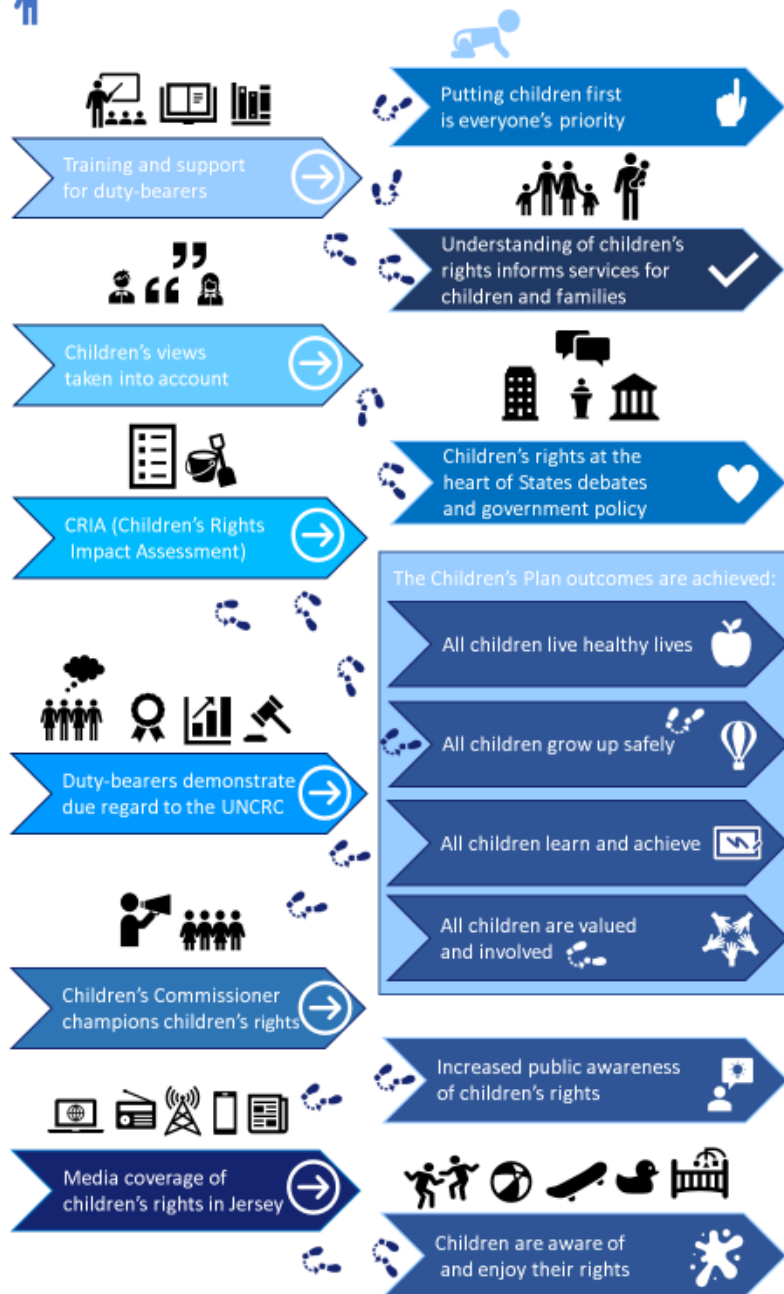 Training and support
for duty-bearers
Children's views
taken into account
CRIA (Children's Rights
Impact Assessment)
Duty-bearers demonstrate
due regard to the UNCRC
Children's Commissioner
champions children's rights
Media coverage of
children's rights in Jersey
Putting children first
is everyone's priority
Understanding of children's
rights informs services for
children and families
Children's rights at the
heart of States debates
and government policy
The Children's Plan outcomes are achieved:
All children live healthy lives
All children grow up safely
All children learn and achieve
All children are valued
and involved
Increased public awareness
of children's rights
Children are aware of
and enjoy their rights